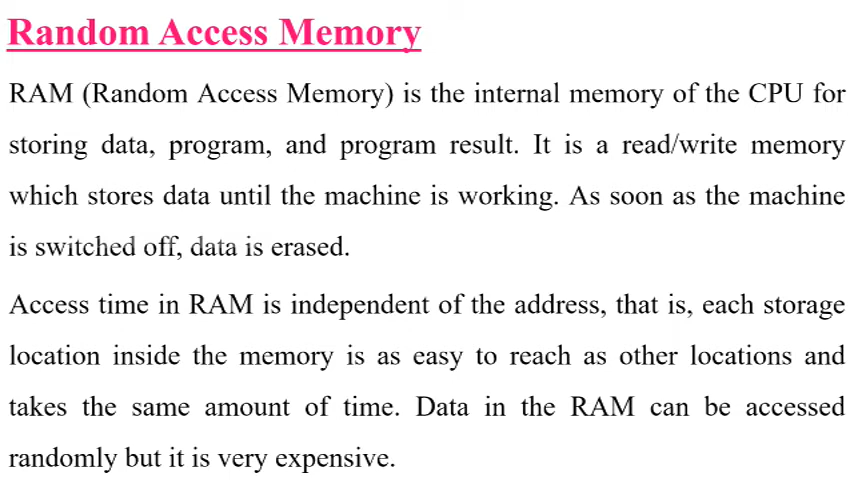 Random Access Memory
RAM (Random Access Memory) is the internal memory of the CPU for
storing data, program, and program result. It is a read/write memory
which stores data until the machine is working. As soon as the machine
is switched off, data is erased.
Access time in RAM is independent of the address, that is, each storage
location inside the memory is as easy to reach as other locations and
takes the same amount of time. Data in the RAM can be accessed
randomly but it is very expensive.